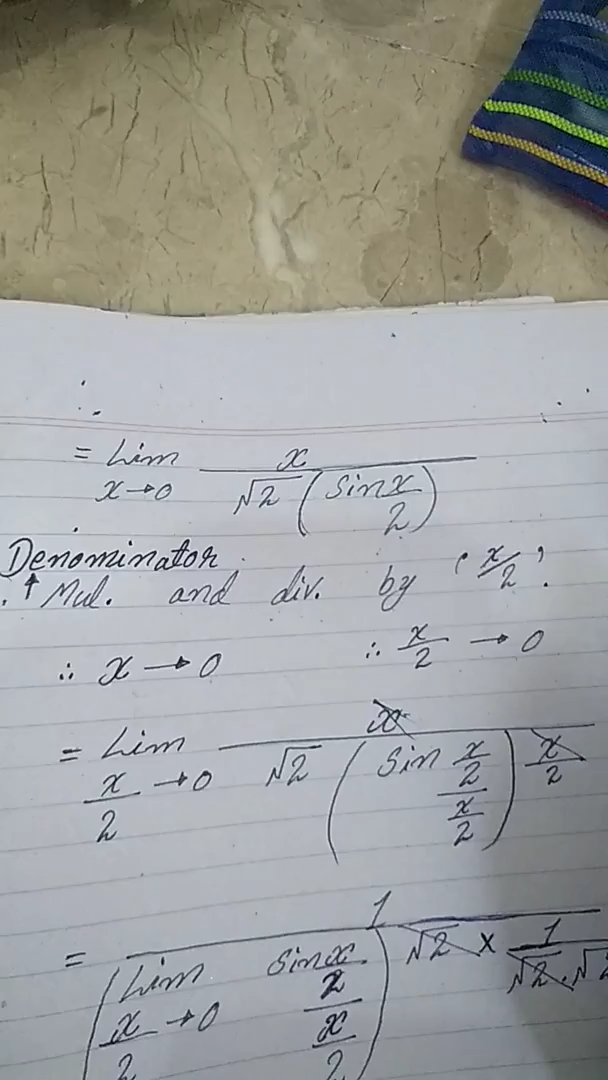 = Lim x→0 x / √2 (sin x/2)
Denominator
↑ Mul. and div. by 'x/2'.
∴ x → 0 ∴ x/2 → 0
= Lim x/2 → 0 x / √2 (sin x/2 / x/2) x/2
= 1 / (Lim x/2 → 0 sin x/2 / x/2) √2 × 1/√2.√2